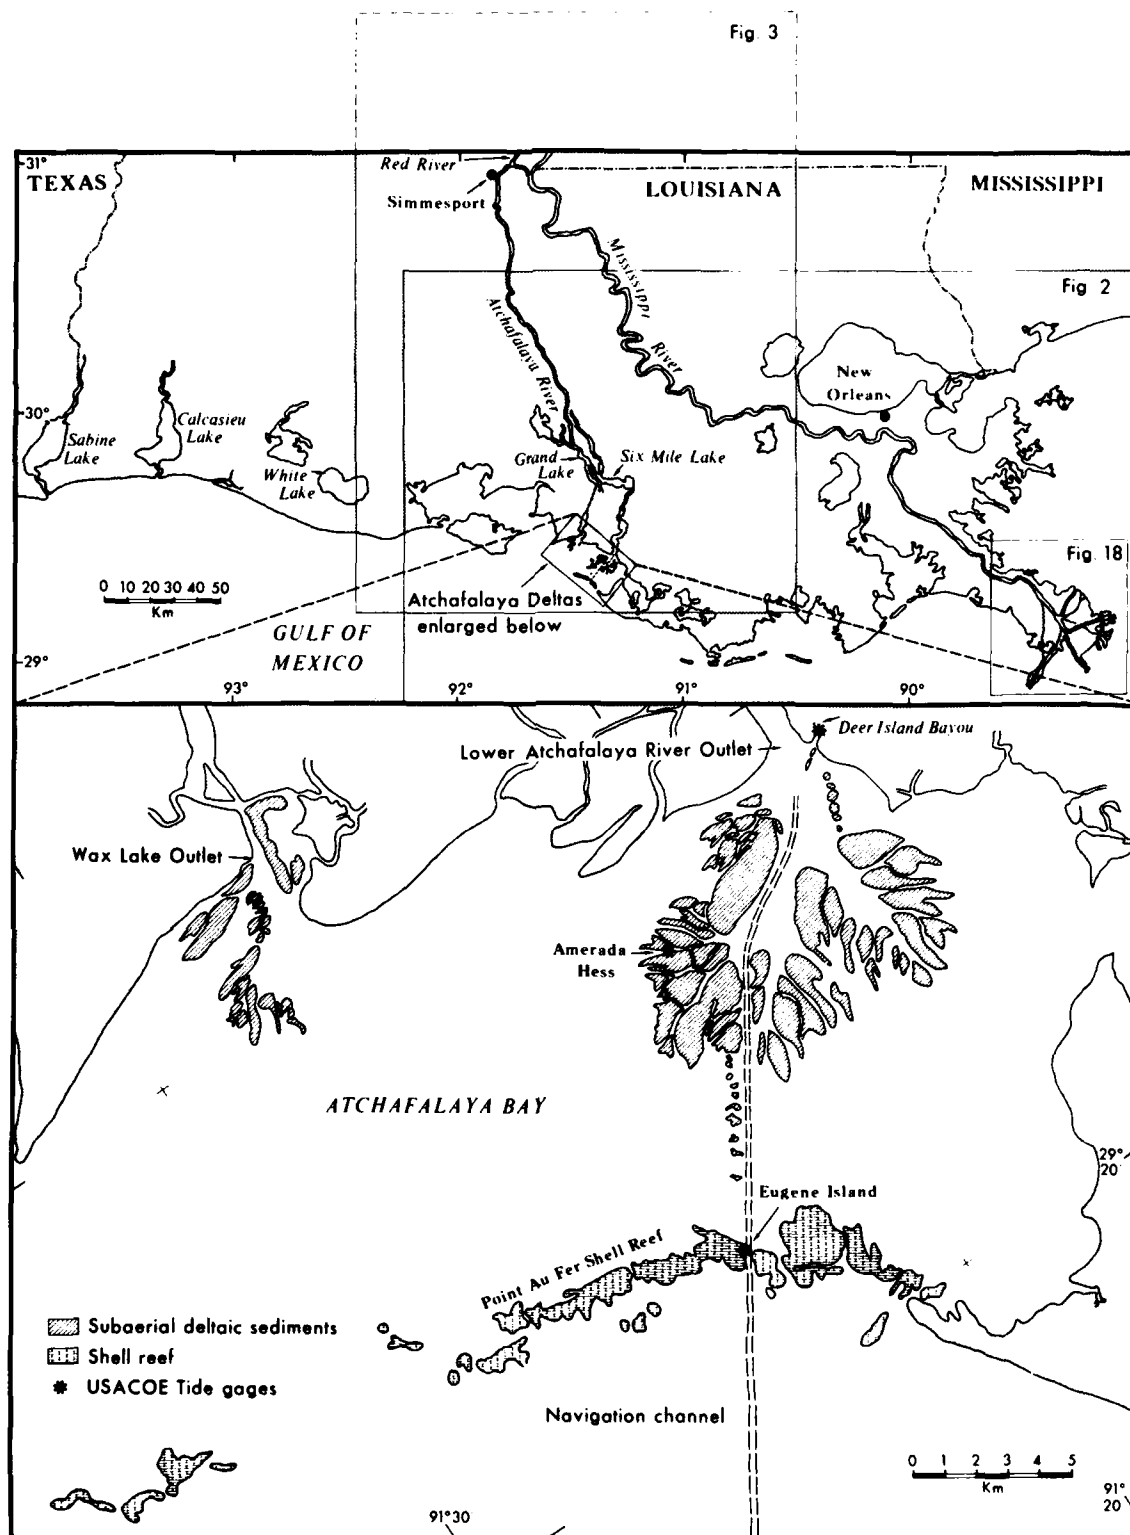 Fig. 3
31°
TEXAS
Red River
Simmesport
LOUISIANA
MISSISSIPPI
Mississippi River
Fig 2
Atchafalaya River
New Orleans
30°
Sabine Lake
Calcasieu Lake
White Lake
Grand Lake
Six Mile Lake
Fig. 18
0 10 20 30 40 50
Km
Atchafalaya Deltas
enlarged below
GULF OF
MEXICO
29°
93°
92°
91°
90°
Deer Island Bayou
Lower Atchafalaya River Outlet
Wax Lake Outlet
Amerada
Hess
ATCHAFALAYA BAY
29°
20'
Eugene Island
Point Au Fer Shell Reef
Subaerial deltaic sediments
Shell reef
USACOE Tide gages
Navigation channel
0 1 2 3 4 5
Km
91°30
91°
20'